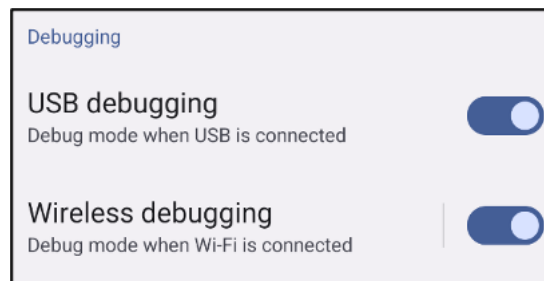 Debugging
USB debugging
Debug mode when USB is connected
Wireless debugging
Debug mode when Wi-Fi is connected